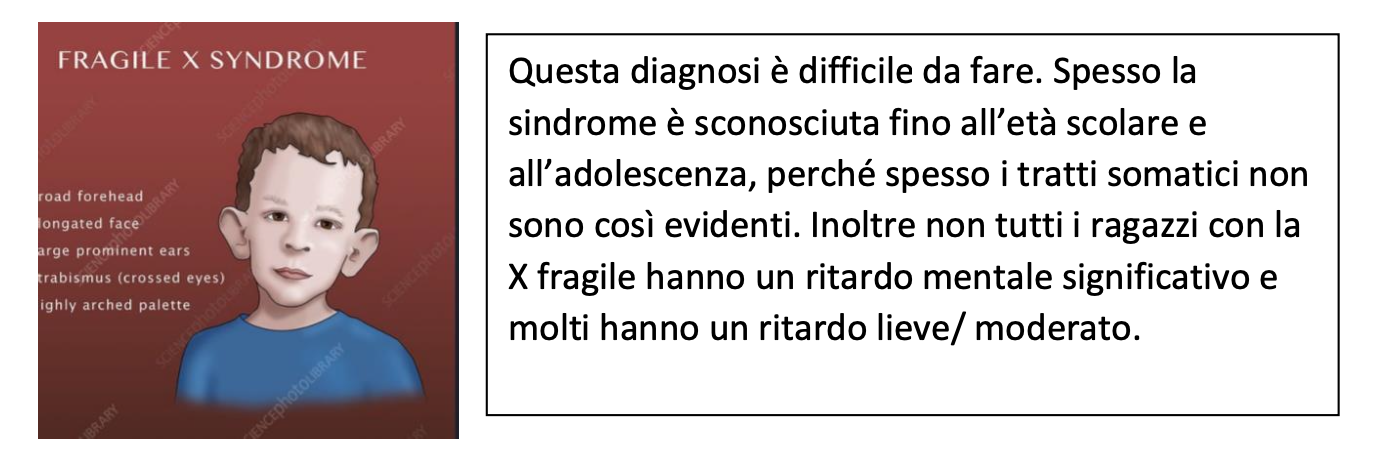 FRAGILE X SYNDROME
road forehead
longated face
arge prominent ears
trabismus (crossed eyes)
ighly arched palette
Questa diagnosi è difficile da fare. Spesso la
sindrome è sconosciuta fino all’età scolare e
all’adolescenza, perché spesso i tratti somatici non
sono così evidenti. Inoltre non tutti i ragazzi con la
X fragile hanno un ritardo mentale significativo e
molti hanno un ritardo lieve/ moderato.